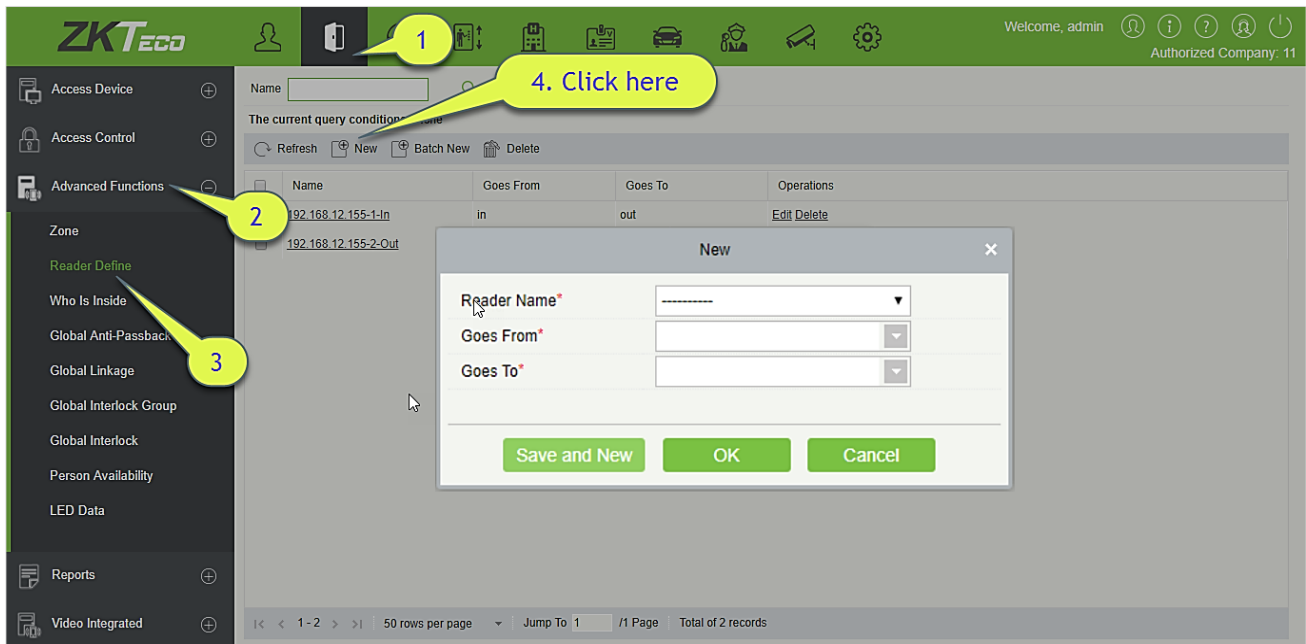 ZKTECO
1
Welcome, admin
Authorized Company: 11
4. Click here
Access Device
Name
The current query conditions
Access Control
Refresh New Batch New Delete
Advanced Functions
Name Goes From Goes To Operations
2
192.168.12.155-1-In in out Edit Delete
Zone
192.168.12.155-2-Out
New
Reader Define
Reader Name* ----------
Who Is Inside
Goes From*
Global Anti-Passback
3
Goes To*
Global Linkage
Global Interlock Group
Global Interlock
Save and New OK Cancel
Person Availability
LED Data
Reports
Video Integrated
1 - 2 50 rows per page Jump To 1 /1 Page Total of 2 records